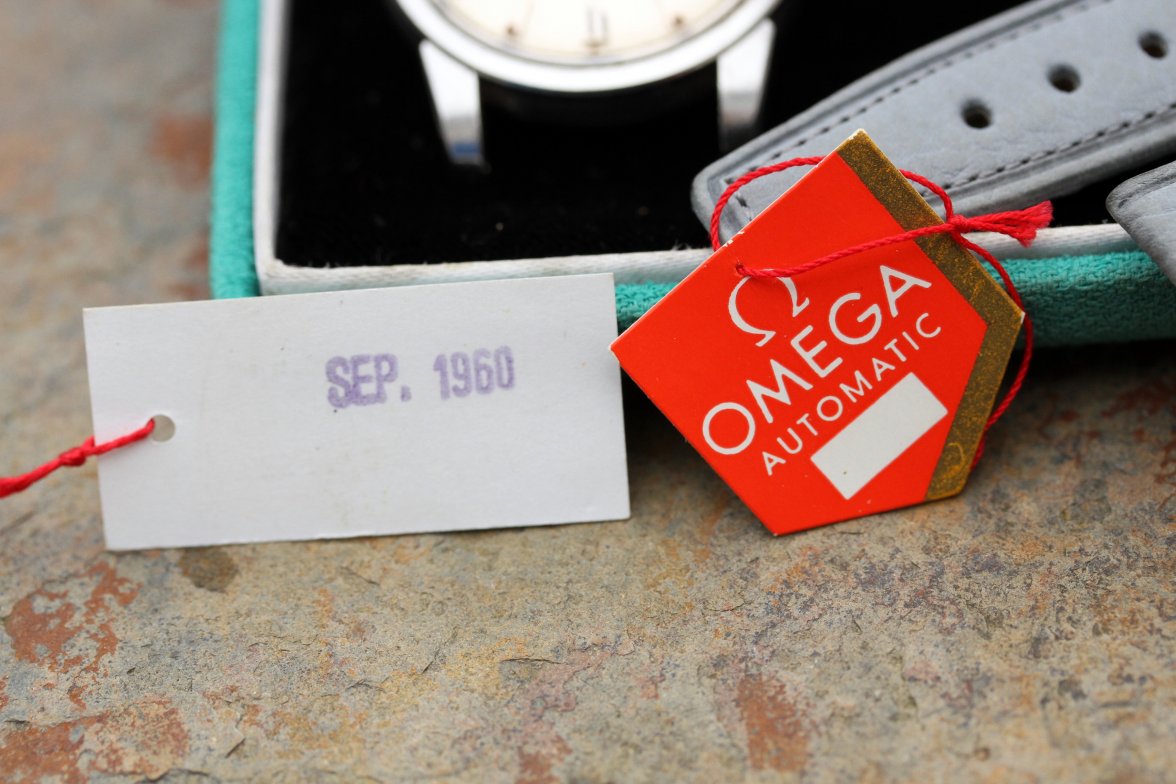 SEP. 1960
Ω
OMEGA
AUTOMATIC